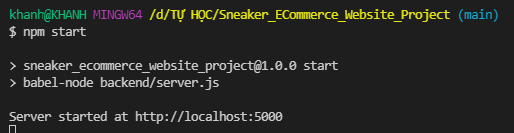 khanh@KHANH MINGW64 /d/TỰ HỌC/Sneaker_ECommerce_Website_Project (main)
$ npm start
> sneaker_ecommerce_website_project@1.0.0 start
> babel-node backend/server.js
Server started at http://localhost:5000